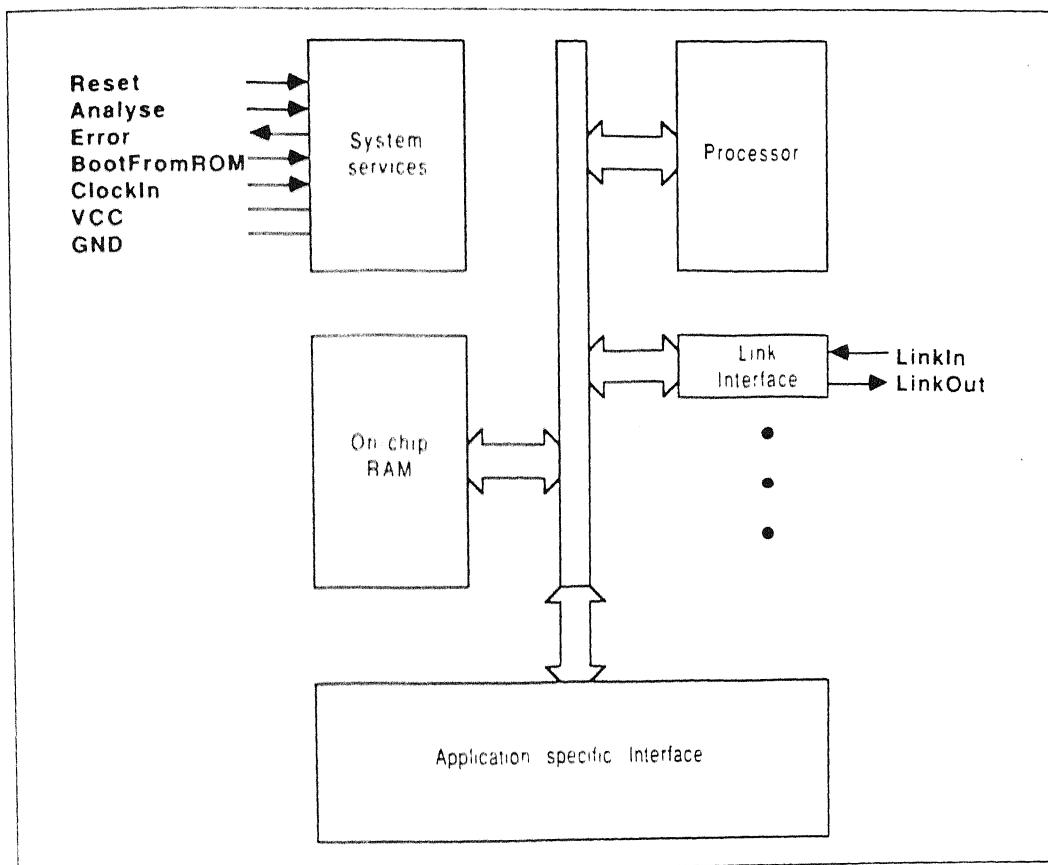 Reset
Analyse
Error
BootFromROM
ClockIn
VCC
GND
System
services
Processor
Link
Interface
LinkIn
LinkOut
On chip
RAM
Application specific Interface